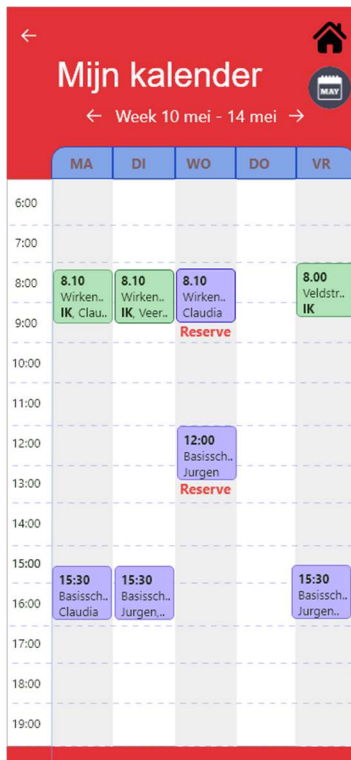 ←
Mijn kalender
MAY
← Week 10 mei - 14 mei →
MA DI WO DO VR
6:00
7:00
8:00
9:00
10:00
11:00
12:00
13:00
14:00
15:00
16:00
17:00
18:00
19:00
8.10
Wirken..
IK, Clau..
8.10
Wirken..
IK, Veer..
8.10
Wirken..
Claudia
Reserve
8.00
Veldstr..
IK
12:00
Basissch..
Jurgen
Reserve
15:30
Basissch..
Claudia
15:30
Basissch..
Jurgen,..
15:30
Basissch..
Jurgen..